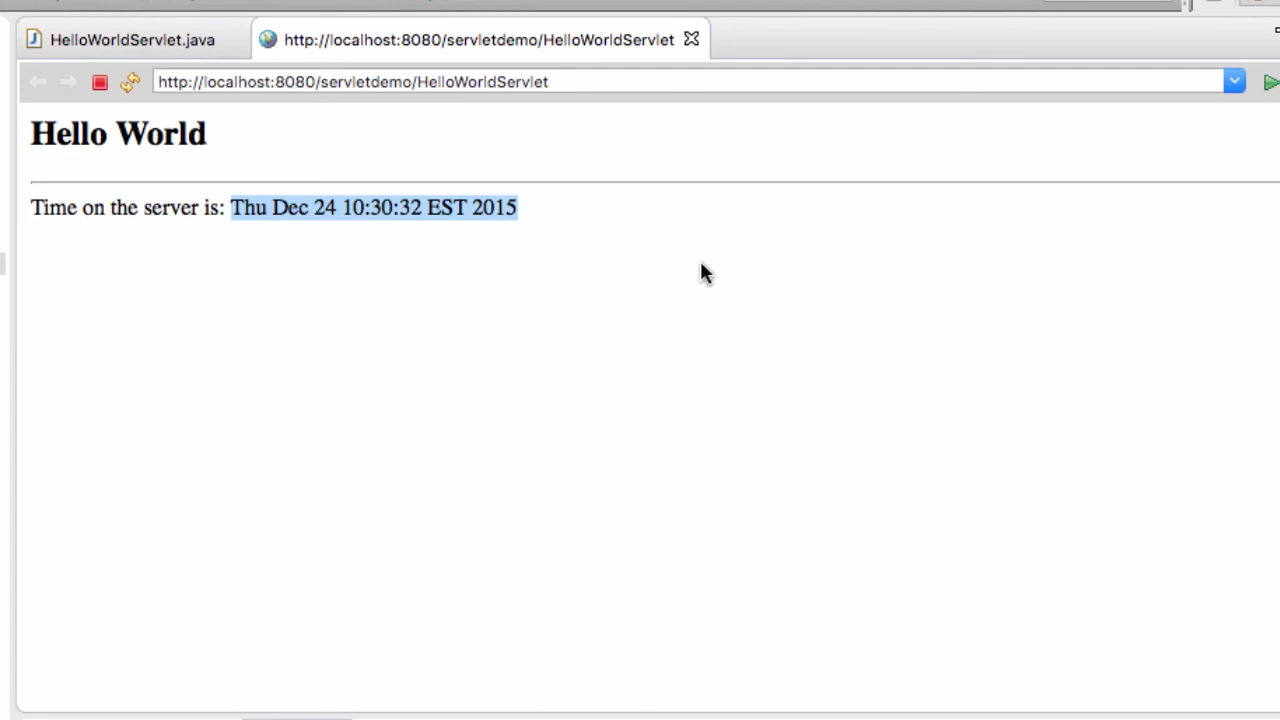 HelloWorldServlet.java
http://localhost:8080/servletdemo/HelloWorldServlet
http://localhost:8080/servletdemo/HelloWorldServlet
Hello World
Time on the server is: Thu Dec 24 10:30:32 EST 2015